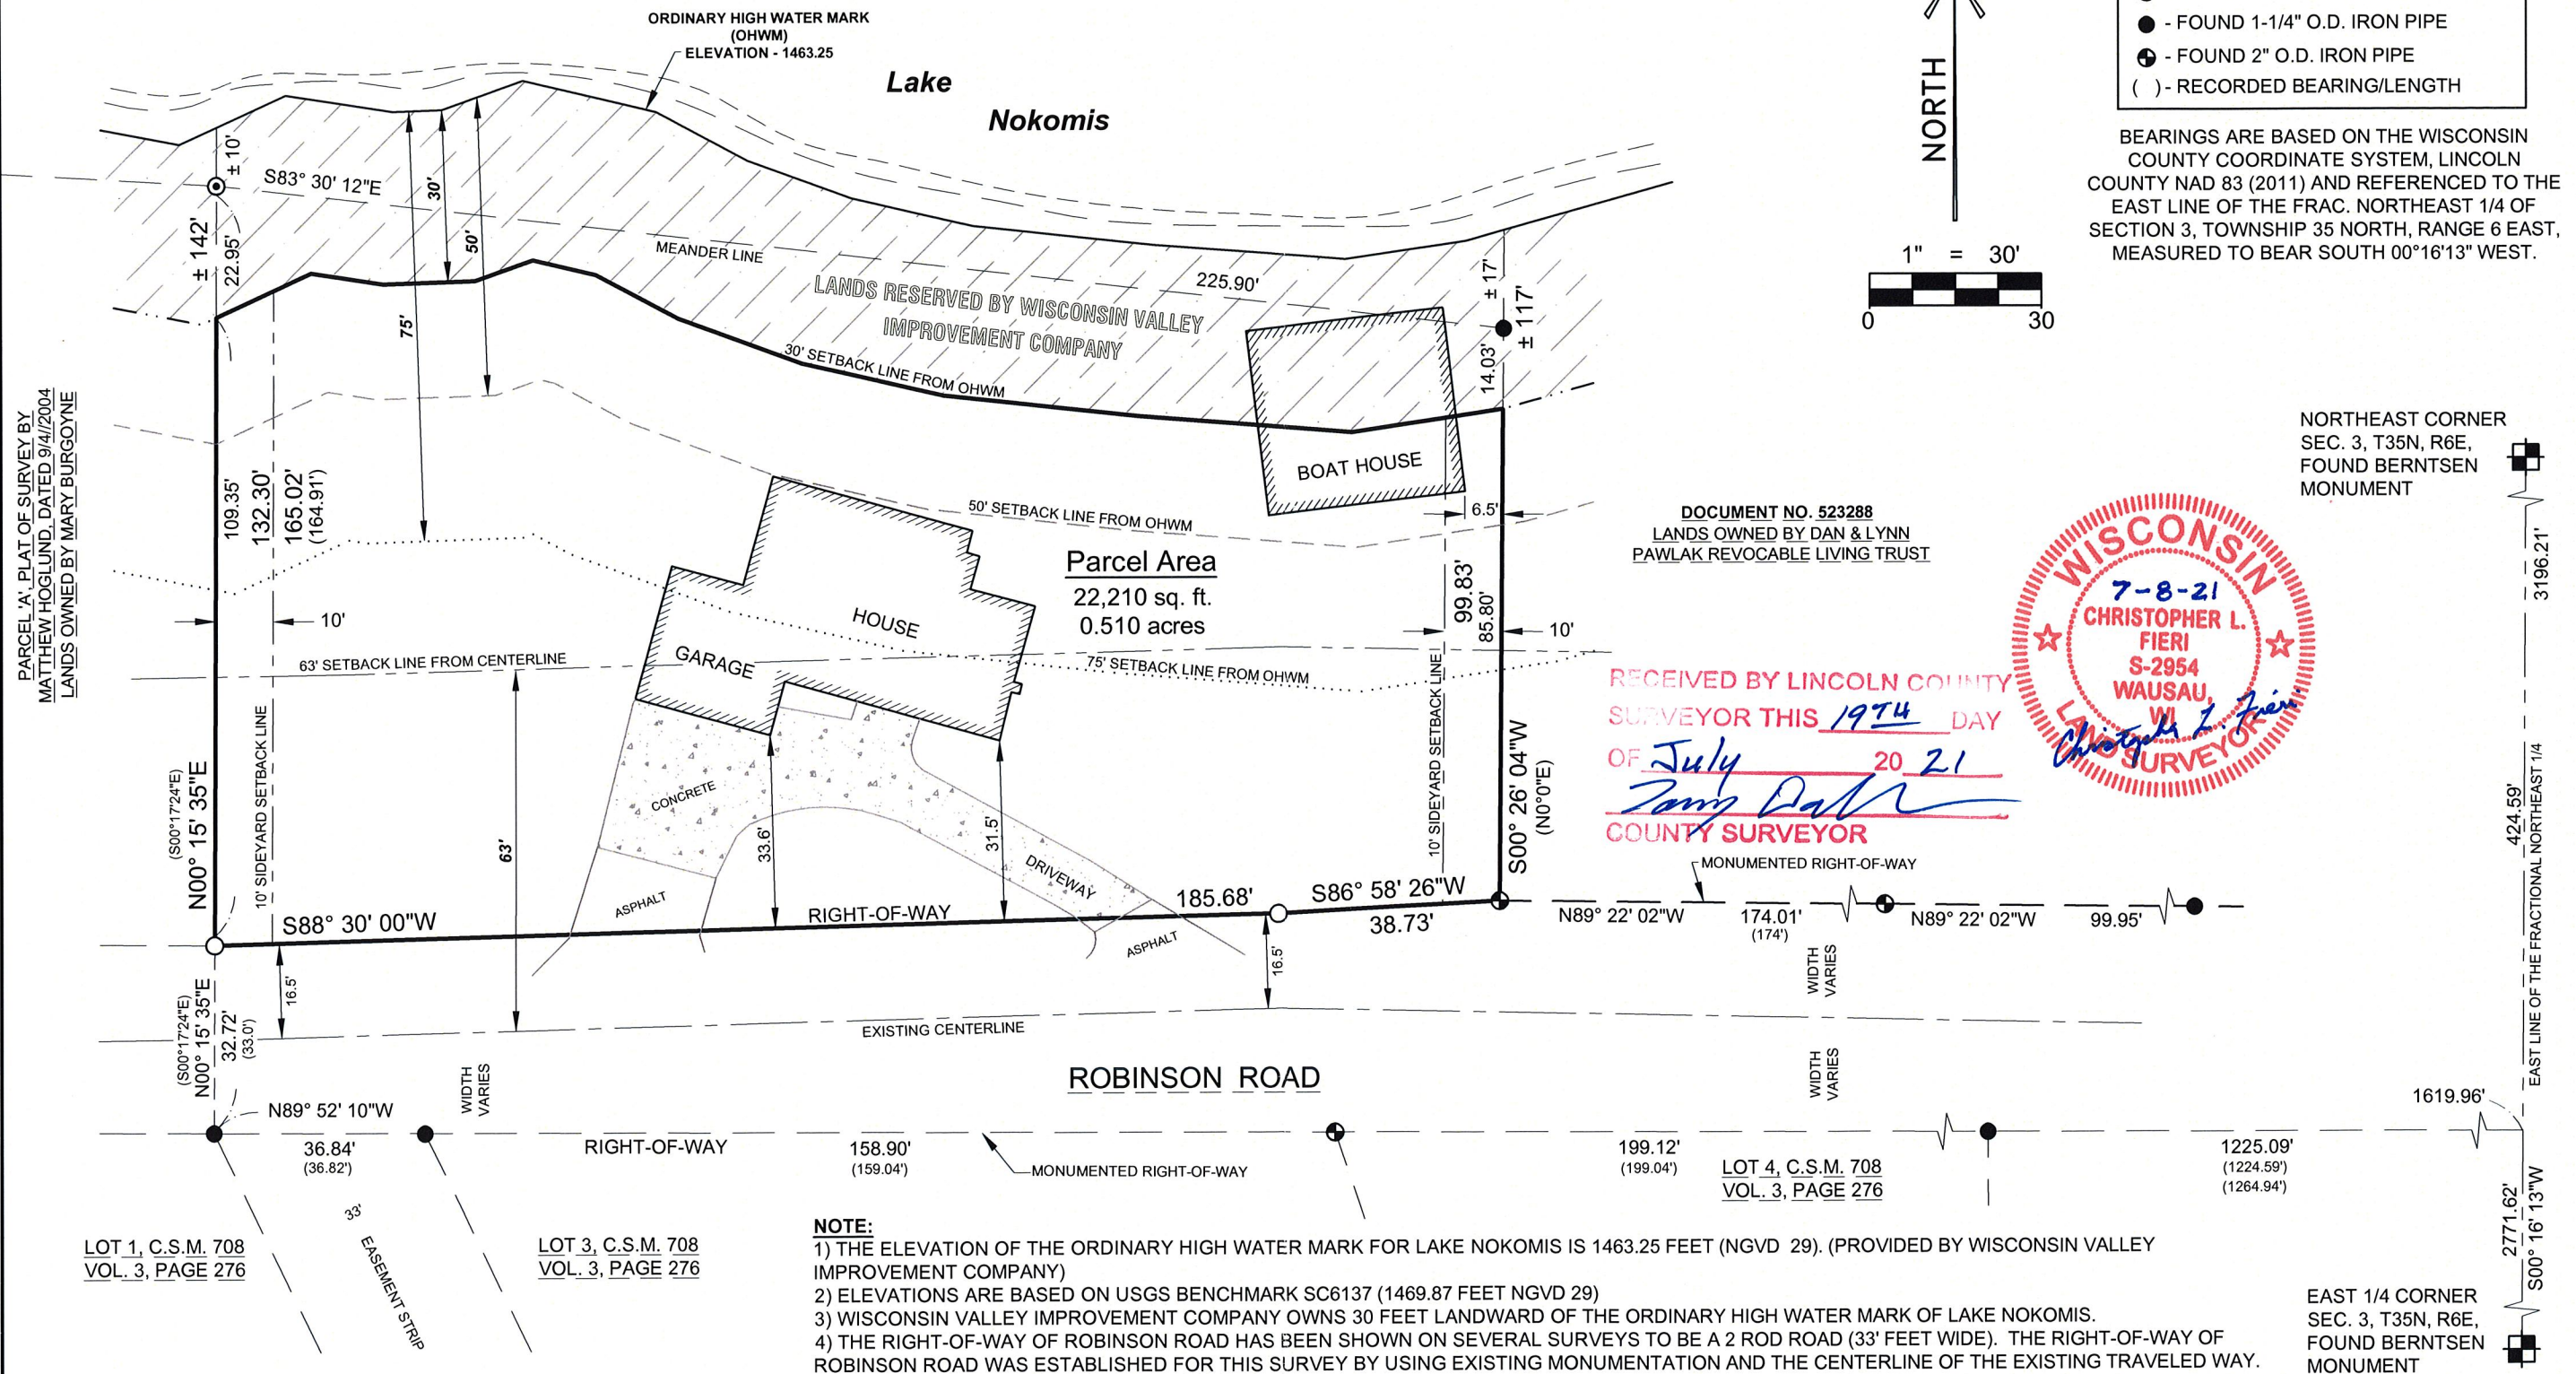 ORDINARY HIGH WATER MARK
(OHWM)
ELEVATION - 1463.25
Lake
Nokomis
NORTH
1" = 30'
0 30
- FOUND 1-1/4" O.D. IRON PIPE
- FOUND 2" O.D. IRON PIPE
( ) - RECORDED BEARING/LENGTH
BEARINGS ARE BASED ON THE WISCONSIN
COUNTY COORDINATE SYSTEM, LINCOLN
COUNTY NAD 83 (2011) AND REFERENCED TO THE
EAST LINE OF THE FRAC. NORTHEAST 1/4 OF
SECTION 3, TOWNSHIP 35 NORTH, RANGE 6 EAST,
MEASURED TO BEAR SOUTH 00°16'13" WEST.
± 10'
S83° 30' 12"E
± 142'
22.95'
30'
50'
75'
MEANDER LINE
225.90'
LANDS RESERVED BY WISCONSIN VALLEY
IMPROVEMENT COMPANY
30' SETBACK LINE FROM OHWM
± 17'
± 117'
14.03'
BOAT HOUSE
6.5'
50' SETBACK LINE FROM OHWM
PARCEL 'A', PLAT OF SURVEY BY
MATTHEW HOGLUND, DATED 9/4//2004
LANDS OWNED BY MARY BURGOYNE
109.35'
132.30'
165.02'
(164.91')
10'
63' SETBACK LINE FROM CENTERLINE
HOUSE
GARAGE
Parcel Area
22,210 sq. ft.
0.510 acres
75' SETBACK LINE FROM OHWM
99.83'
85.80'
10'
10' SIDEYARD SETBACK LINE
S00° 26' 04"W
(N0°0'E)
DOCUMENT NO. 523288
LANDS OWNED BY DAN & LYNN
PAWLAK REVOCABLE LIVING TRUST
NORTHEAST CORNER
SEC. 3, T35N, R6E,
FOUND BERNTSEN
MONUMENT
WISCONSIN
7-8-21
CHRISTOPHER L.
FIERI
S-2954
WAUSAU,
WI
LAND SURVEYOR
Christopher L. Fieri
RECEIVED BY LINCOLN COUNTY
SURVEYOR THIS 19TH DAY
OF July 20 21
COUNTY SURVEYOR
3196.21'
424.59'
EAST LINE OF THE FRACTIONAL NORTHEAST 1/4
(S00°17'24"E)
N00° 15' 35"E
10' SIDEYARD SETBACK LINE
63'
CONCRETE
ASPHALT
33.6'
31.5'
DRIVEWAY
ASPHALT
S88° 30' 00"W
RIGHT-OF-WAY
185.68'
S86° 58' 26"W
38.73'
MONUMENTED RIGHT-OF-WAY
N89° 22' 02"W
174.01'
(174')
N89° 22' 02"W
99.95'
16.5'
16.5'
WIDTH
VARIES
EXISTING CENTERLINE
(S00°17'24"E)
N00° 15' 35"E
32.72'
(33.0')
ROBINSON ROAD
WIDTH
VARIES
WIDTH
VARIES
1619.96'
N89° 52' 10"W
36.84'
(36.82')
RIGHT-OF-WAY
158.90'
(159.04')
MONUMENTED RIGHT-OF-WAY
199.12'
(199.04')
LOT 4, C.S.M. 708
VOL. 3, PAGE 276
1225.09'
(1224.59')
(1264.94')
2771.62'
S00° 16' 13"W
LOT 1, C.S.M. 708
VOL. 3, PAGE 276
33'
EASEMENT STRIP
LOT 3, C.S.M. 708
VOL. 3, PAGE 276
NOTE:
1) THE ELEVATION OF THE ORDINARY HIGH WATER MARK FOR LAKE NOKOMIS IS 1463.25 FEET (NGVD 29). (PROVIDED BY WISCONSIN VALLEY
IMPROVEMENT COMPANY)
2) ELEVATIONS ARE BASED ON USGS BENCHMARK SC6137 (1469.87 FEET NGVD 29)
3) WISCONSIN VALLEY IMPROVEMENT COMPANY OWNS 30 FEET LANDWARD OF THE ORDINARY HIGH WATER MARK OF LAKE NOKOMIS.
4) THE RIGHT-OF-WAY OF ROBINSON ROAD HAS BEEN SHOWN ON SEVERAL SURVEYS TO BE A 2 ROD ROAD (33' FEET WIDE). THE RIGHT-OF-WAY OF
ROBINSON ROAD WAS ESTABLISHED FOR THIS SURVEY BY USING EXISTING MONUMENTATION AND THE CENTERLINE OF THE EXISTING TRAVELED WAY.
EAST 1/4 CORNER
SEC. 3, T35N, R6E,
FOUND BERNTSEN
MONUMENT